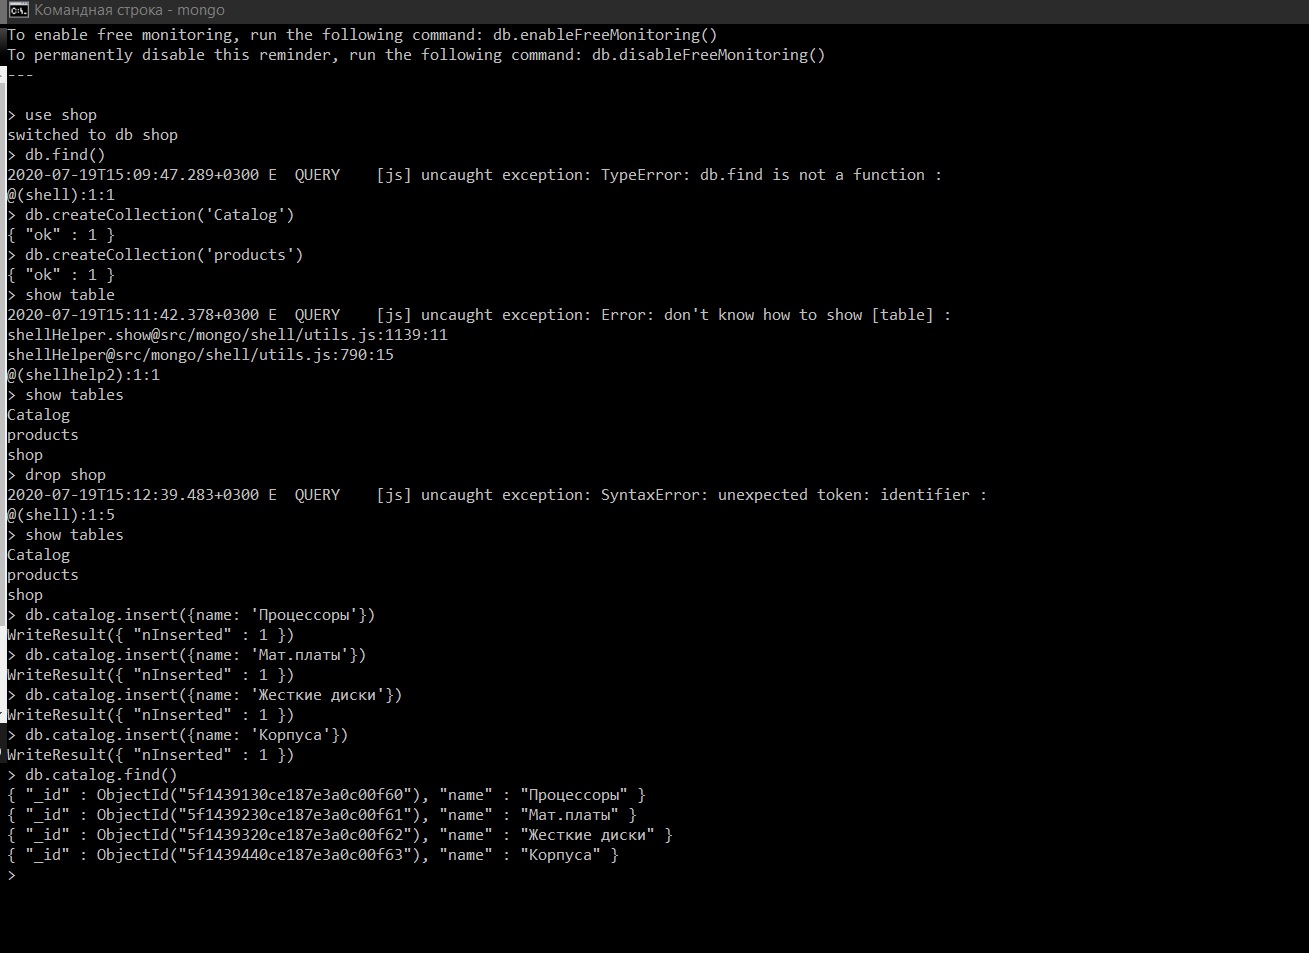 Командная строка - mongo
To enable free monitoring, run the following command: db.enableFreeMonitoring()
To permanently disable this reminder, run the following command: db.disableFreeMonitoring()
---
> use shop
switched to db shop
> db.find()
2020-07-19T15:09:47.289+0300 E  QUERY    [js] uncaught exception: TypeError: db.find is not a function :
@(shell):1:1
> db.createCollection('Catalog')
{ "ok" : 1 }
> db.createCollection('products')
{ "ok" : 1 }
> show table
2020-07-19T15:11:42.378+0300 E  QUERY    [js] uncaught exception: Error: don't know how to show [table] :
shellHelper.show@src/mongo/shell/utils.js:1139:11
shellHelper@src/mongo/shell/utils.js:790:15
@(shellhelp2):1:1
> show tables
Catalog
products
shop
> drop shop
2020-07-19T15:12:39.483+0300 E  QUERY    [js] uncaught exception: SyntaxError: unexpected token: identifier :
@(shell):1:5
> show tables
Catalog
products
shop
> db.catalog.insert({name: 'Процессоры'})
WriteResult({ "nInserted" : 1 })
> db.catalog.insert({name: 'Мат.платы'})
WriteResult({ "nInserted" : 1 })
> db.catalog.insert({name: 'Жесткие диски'})
WriteResult({ "nInserted" : 1 })
> db.catalog.insert({name: 'Корпуса'})
WriteResult({ "nInserted" : 1 })
> db.catalog.find()
{ "_id" : ObjectId("5f1439130ce187e3a0c00f60"), "name" : "Процессоры" }
{ "_id" : ObjectId("5f1439230ce187e3a0c00f61"), "name" : "Мат.платы" }
{ "_id" : ObjectId("5f1439320ce187e3a0c00f62"), "name" : "Жесткие диски" }
{ "_id" : ObjectId("5f1439440ce187e3a0c00f63"), "name" : "Корпуса" }
>